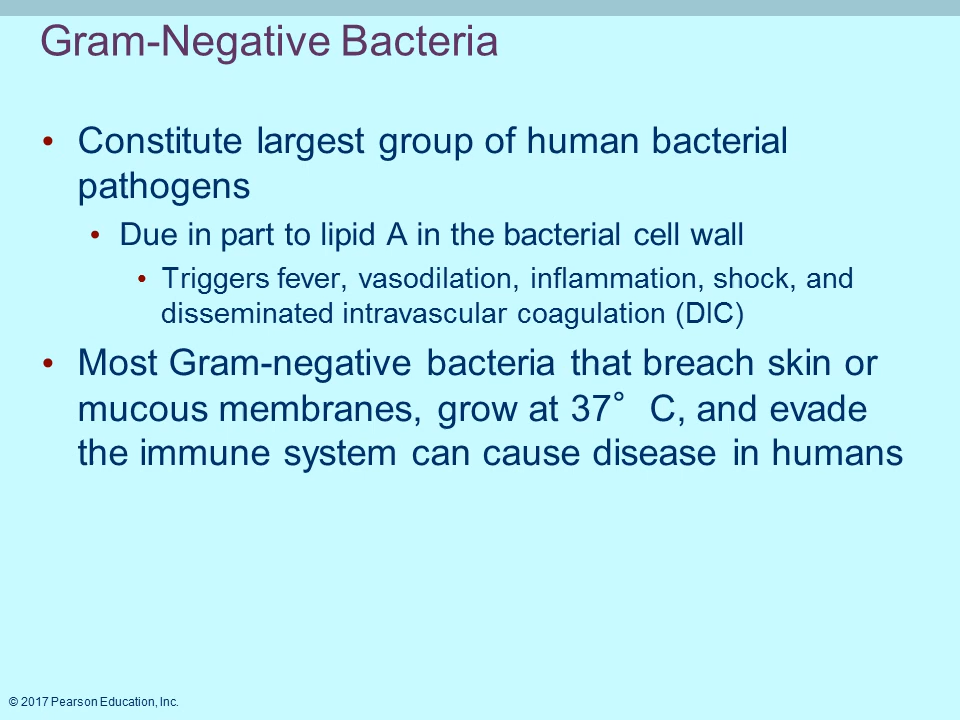 Gram-Negative Bacteria
• Constitute largest group of human bacterial
pathogens
• Due in part to lipid A in the bacterial cell wall
• Triggers fever, vasodilation, inflammation, shock, and
disseminated intravascular coagulation (DIC)
• Most Gram-negative bacteria that breach skin or
mucous membranes, grow at 37° C, and evade
the immune system can cause disease in humans
© 2017 Pearson Education, Inc.